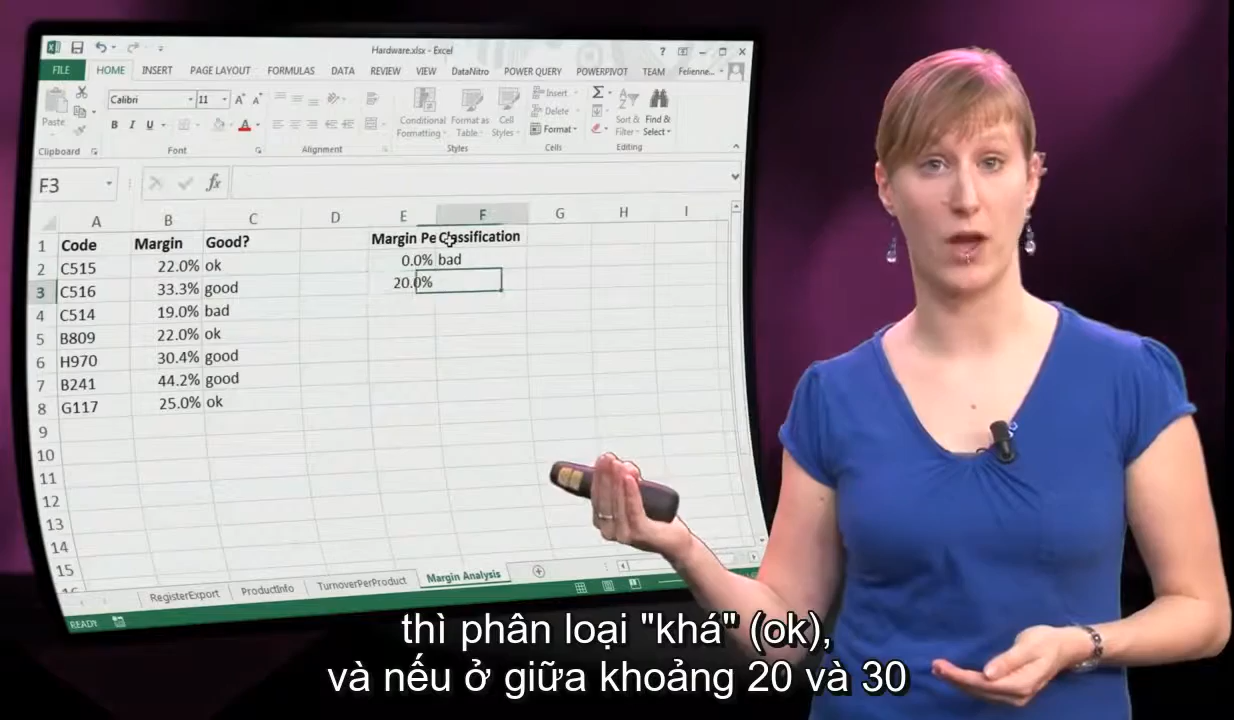 Hardware.xlsx - Excel
FILE HOME INSERT PAGE LAYOUT FORMULAS DATA REVIEW VIEW DataNitro POWER QUERY POWERPIVOT TEAM Felienne...
Calibri 11 Insert
Paste B I U A Conditional Formatting Format as Table Cell Styles Delete Format Sort & Filter Find & Select
Clipboard Font Alignment Styles Cells Editing
F3 fx
A B C D E F G H I
1 Code Margin Good? Margin Pe Classification
2 C515 22.0% ok 0.0% bad
3 C516 33.3% good 20.0%
4 C514 19.0% bad
5 B809 22.0% ok
6 H970 30.4% good
7 B241 44.2% good
8 G117 25.0% ok
9
10
11
12
13
14
15
RegisterExport ProductInfo TurnoverPerProduct Margin Analysis
READY
thì phân loại "khá" (ok),
và nếu ở giữa khoảng 20 và 30